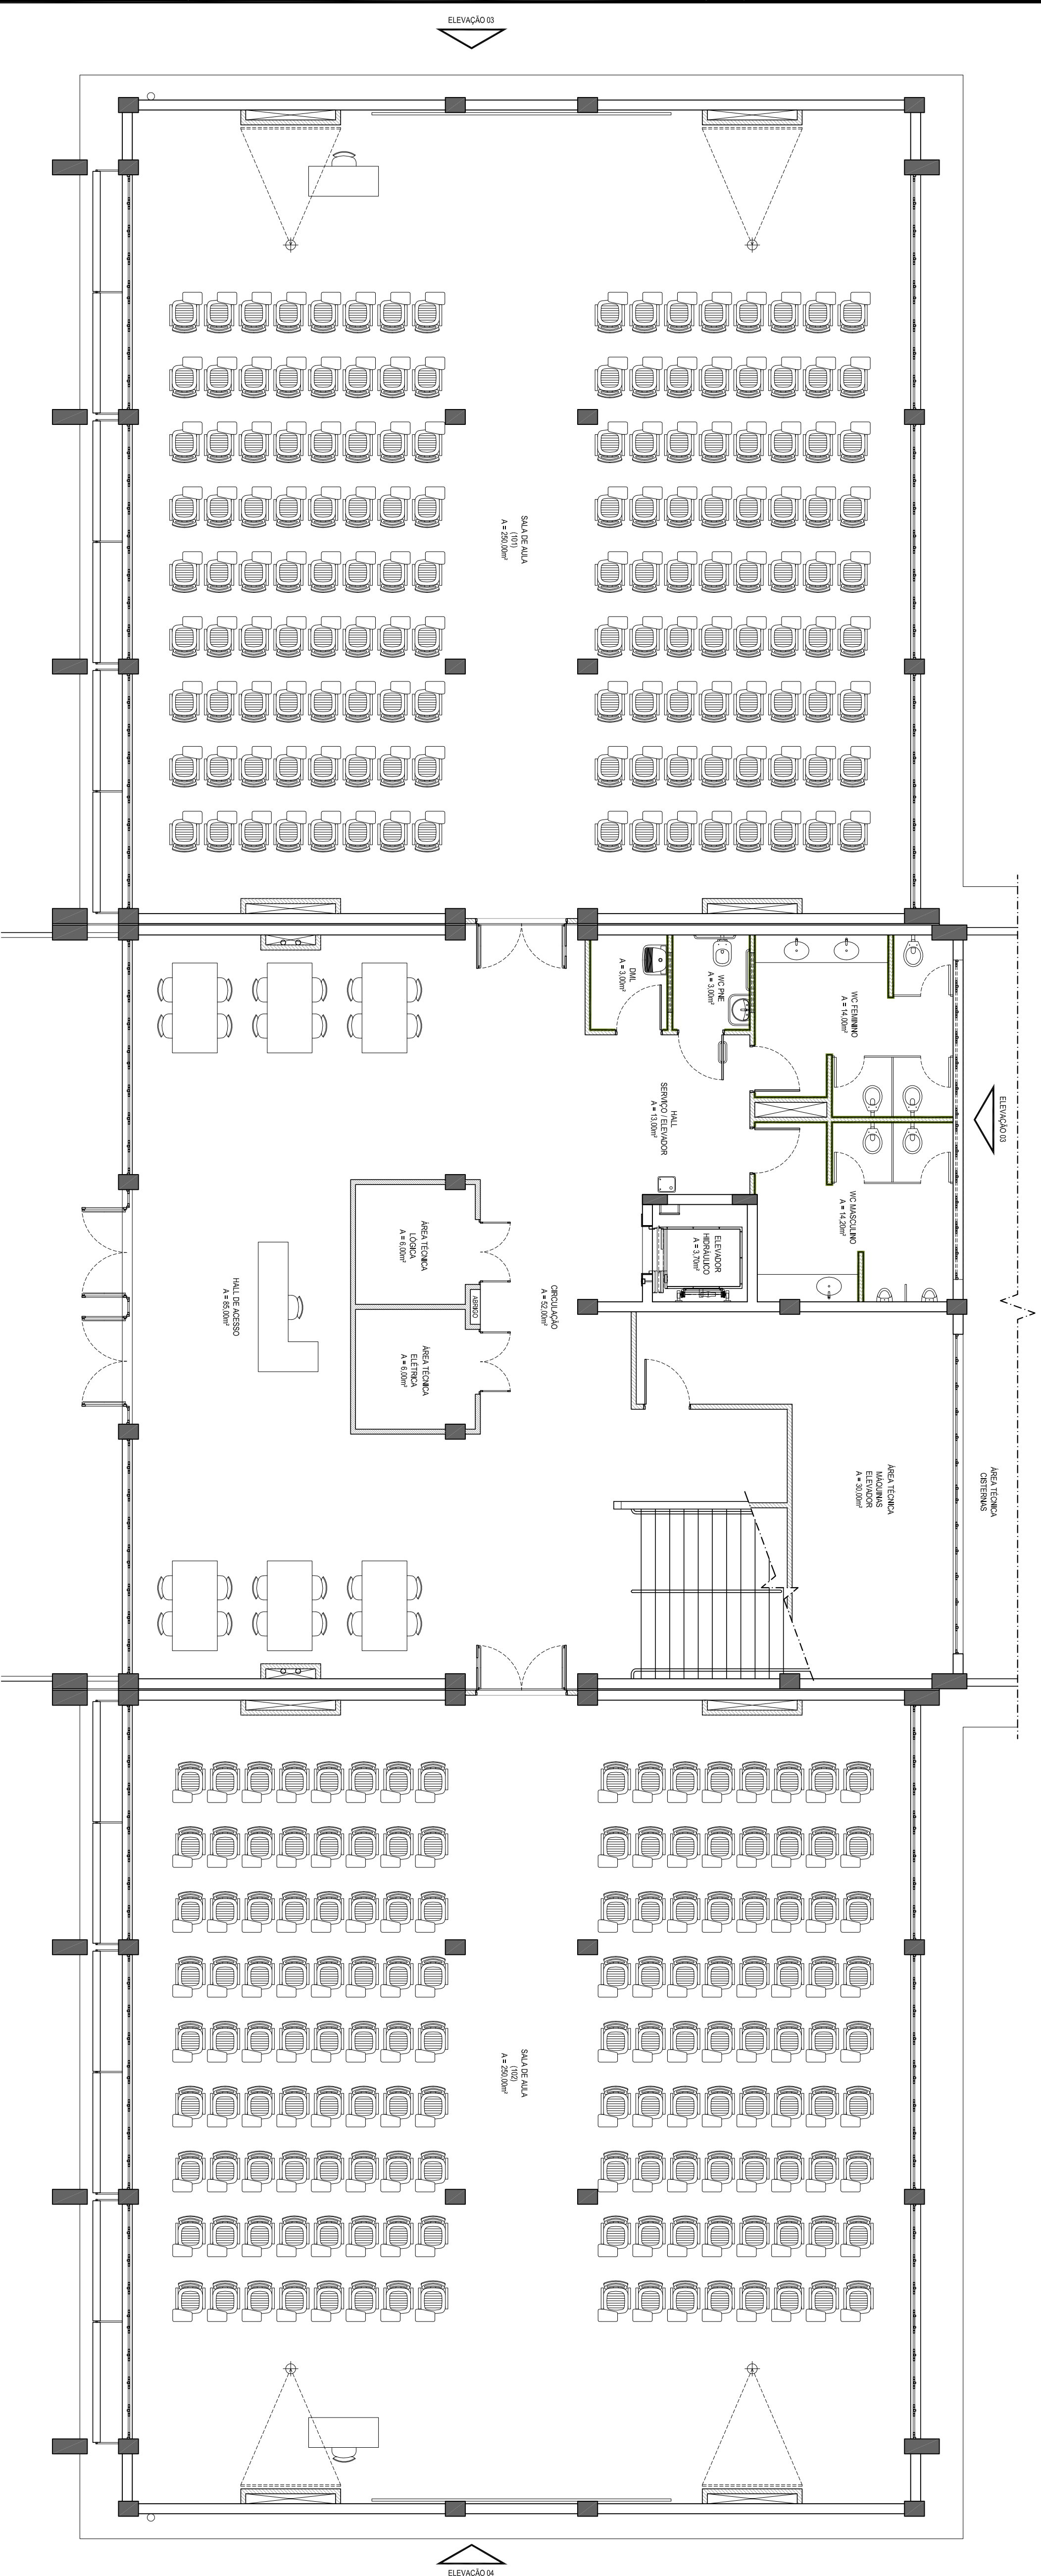 ELEVAÇÃO 03
SALA DE AULA
(101)
A = 250,00m²
DML
A = 3,00m²
WC PNE
A = 3,00m²
WC FEMININO
A = 14,00m²
HALL
SERVIÇO / ELEVADOR
A = 13,00m²
ELEVAÇÃO 03
WC MASCULINO
A = 14,20m²
ELEVADOR
HIDRÁULICO
A = 3,70m²
ÁREA TÉCNICA
LÓGICA
A = 6,00m²
ABRIGO
CIRCULAÇÃO
A = 52,00m²
HALL DE ACESSO
A = 85,00m²
ÁREA TÉCNICA
ELÉTRICA
A = 6,00m²
ÁREA TÉCNICA
MÁQUINAS
ELEVADOR
A = 30,00m²
ÁREA TÉCNICA
CISTERNAS
SALA DE AULA
(102)
A = 250,00m²
ELEVAÇÃO 04